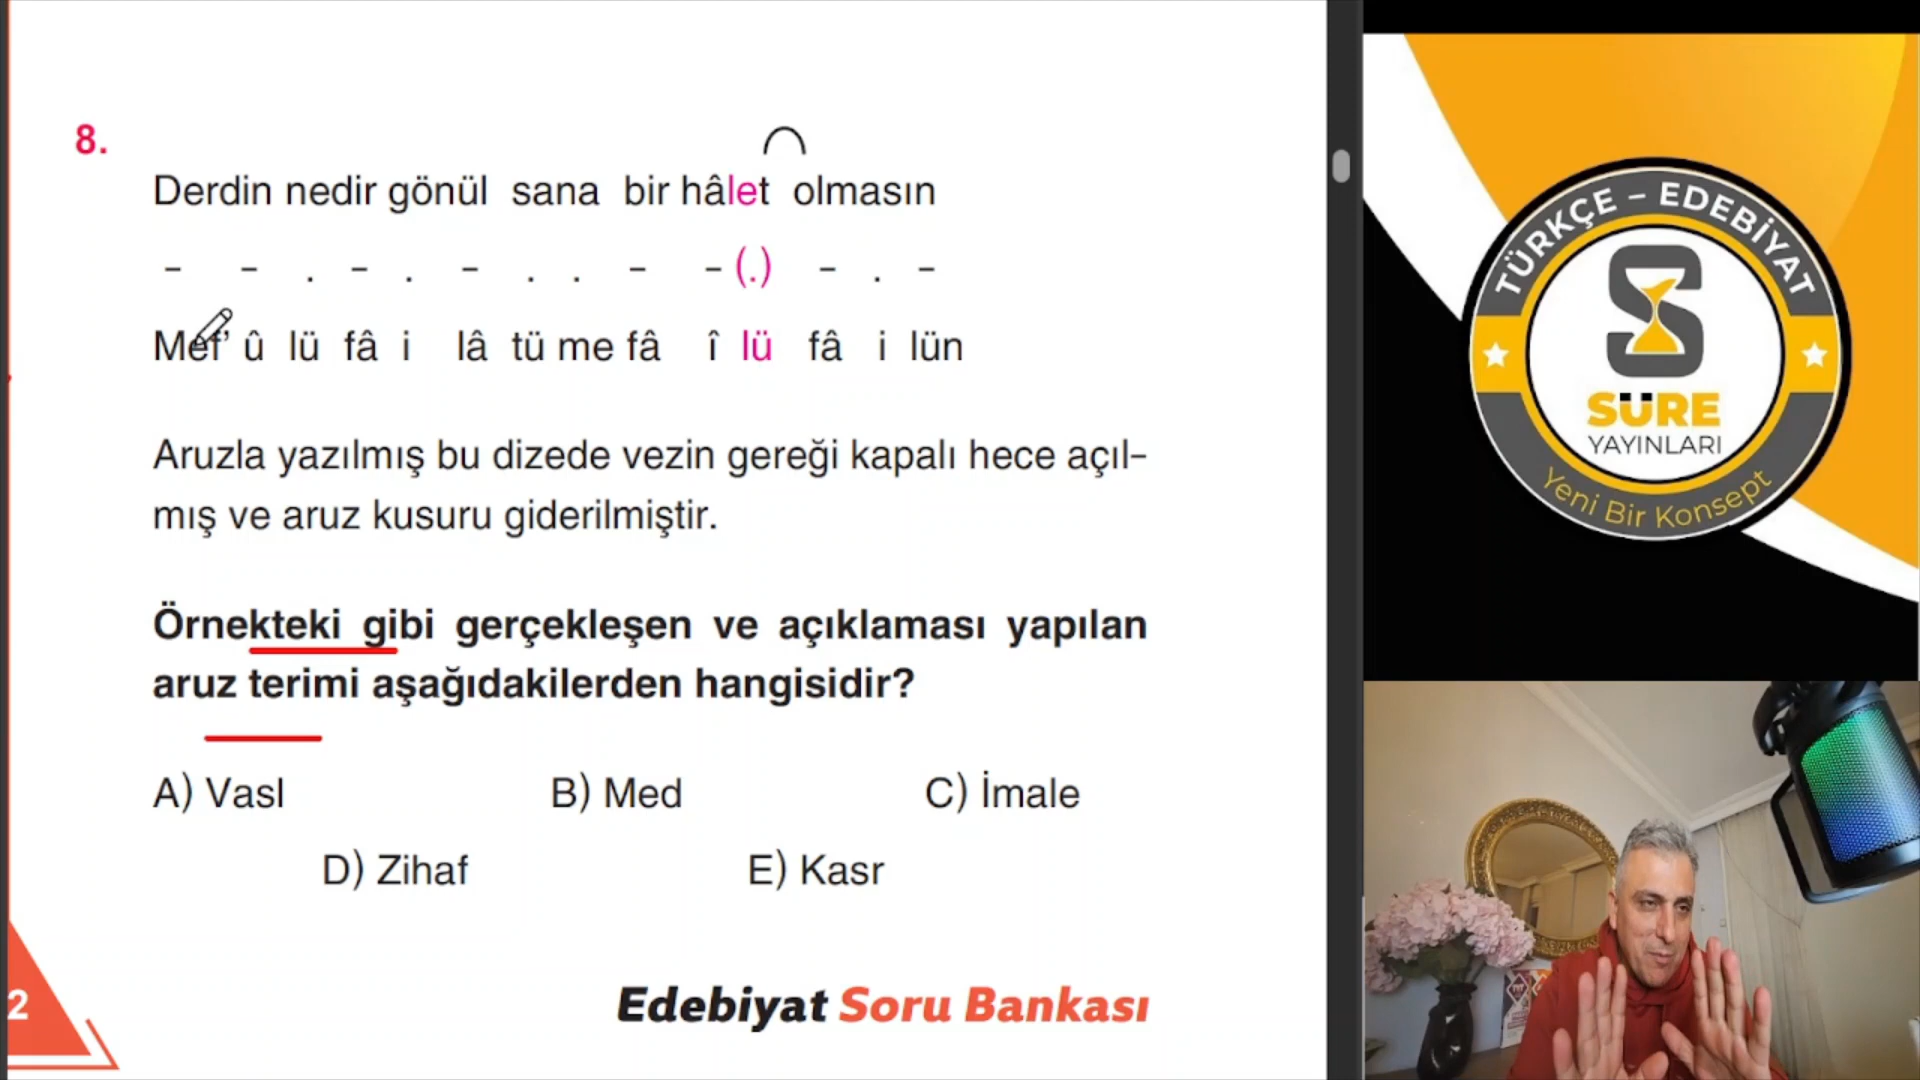 8.
Derdin nedir gönül sana bir hâlet olmasın
– – . – . – . . – – (.) – . –
Mef’ û lü fâ i lâ tü me fâ î lü fâ i lün
Aruzla yazılmış bu dizede vezin gereği kapalı hece açıl–
mış ve aruz kusuru giderilmiştir.
Örnekteki gibi gerçekleşen ve açıklaması yapılan
aruz terimi aşağıdakilerden hangisidir?
A) Vasl B) Med C) İmale
D) Zihaf E) Kasr
2
Edebiyat Soru Bankası
TÜRKÇE – EDEBİYAT
SÜRE
YAYINLARI
Yeni Bir Konsept